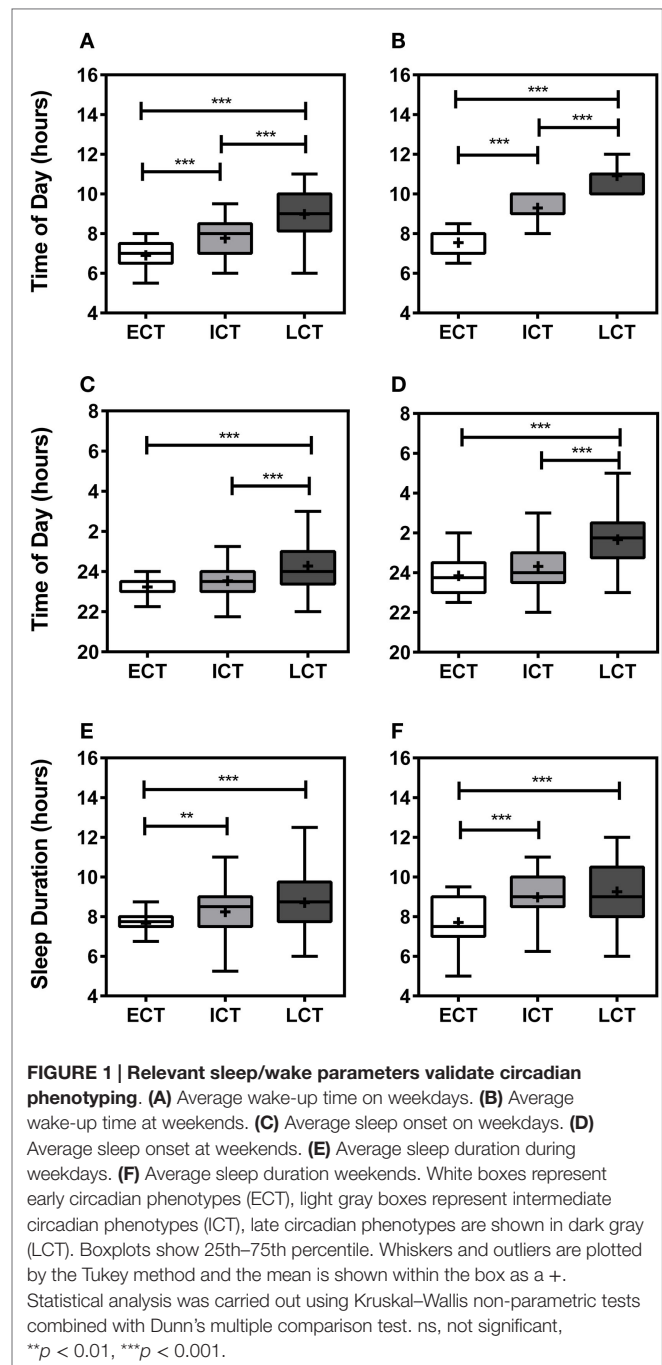 A
B
Time of Day (hours)
16
14
12
10
8
6
4
***
***
***
ECT
ICT
LCT
16
14
12
10
8
6
4
***
***
***
ECT
ICT
LCT
C
D
Time of Day (hours)
8
6
4
2
24
22
20
***
***
ECT
ICT
LCT
8
6
4
2
24
22
20
***
***
ECT
ICT
LCT
E
F
Sleep Duration (hours)
16
14
12
10
8
6
4
***
**
ECT
ICT
LCT
16
14
12
10
8
6
4
***
***
ECT
ICT
LCT
FIGURE 1 | Relevant sleep/wake parameters validate circadian
phenotyping. (A) Average wake-up time on weekdays. (B) Average
wake-up time at weekends. (C) Average sleep onset on weekdays. (D)
Average sleep onset at weekends. (E) Average sleep duration during
weekdays. (F) Average sleep duration weekends. White boxes represent
early circadian phenotypes (ECT), light gray boxes represent intermediate
circadian phenotypes (ICT), late circadian phenotypes are shown in dark gray
(LCT). Boxplots show 25th–75th percentile. Whiskers and outliers are plotted
by the Tukey method and the mean is shown within the box as a +.
Statistical analysis was carried out using Kruskal–Wallis non-parametric tests
combined with Dunn's multiple comparison test. ns, not significant,
**p < 0.01, ***p < 0.001.